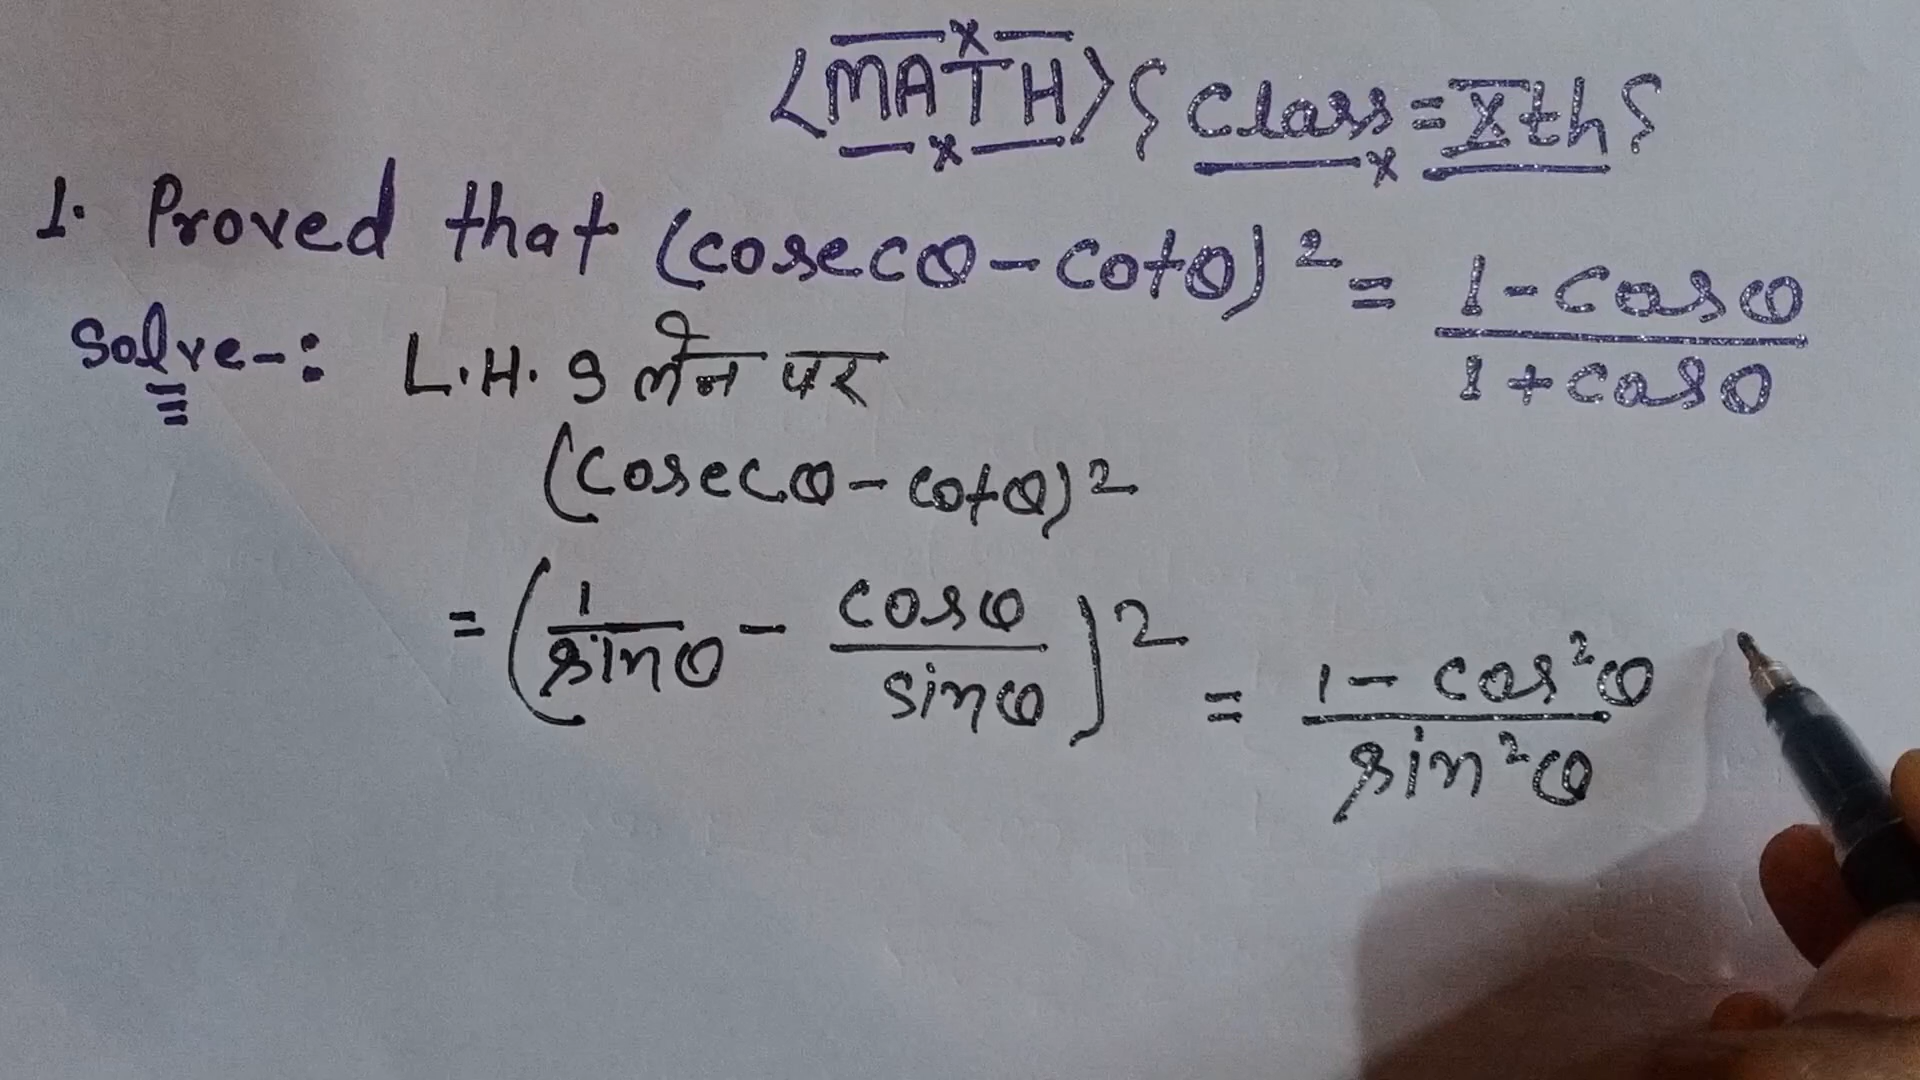 <MATH> { Class = Xth }
1. Proved that (cosecθ - cotθ)² = 1 - cosθ / 1 + cosθ
Solve-: L.H.S लेने पर
(cosecθ - cotθ)²
= (1/sinθ - cosθ/sinθ)² = 1 - cos²θ / sin²θ